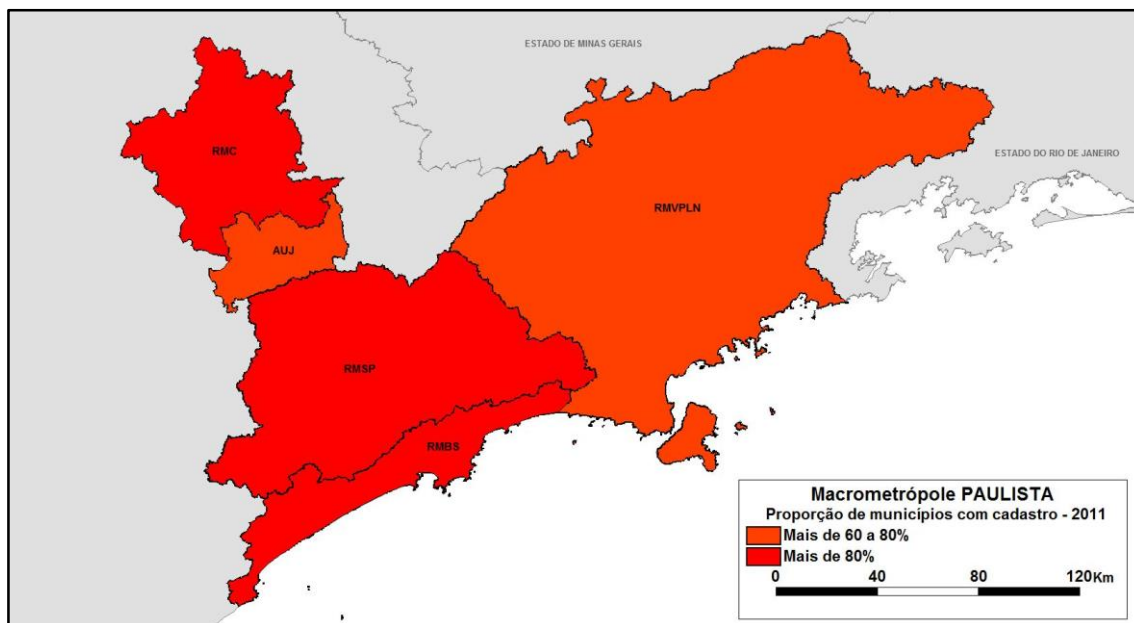 ESTADO DE MINAS GERAIS
RMC
ESTADO DO RIO DE JANEIRO
RMVPLN
AUJ
RMSP
RMBS
Macrometrópole PAULISTA
Proporção de municípios com cadastro - 2011
Mais de 60 a 80%
Mais de 80%
0 40 80 120Km